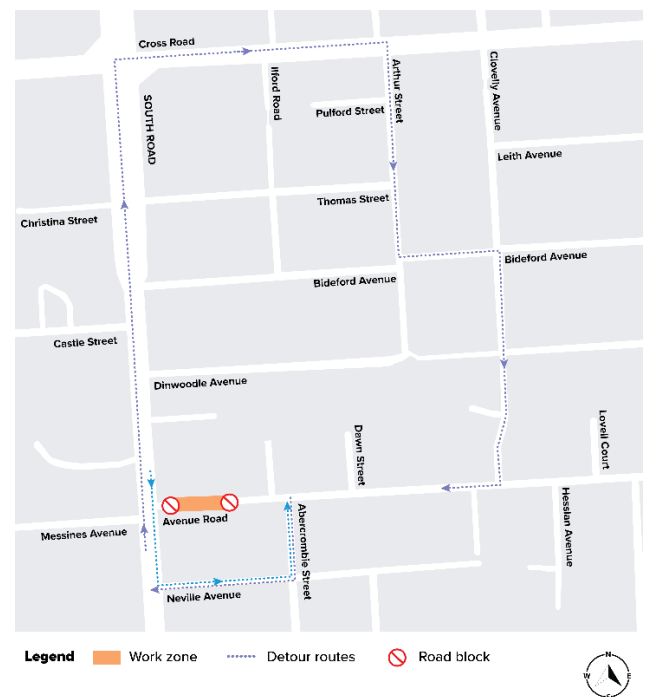 Cross Road
SOUTH ROAD
Ilford Road
Pulford Street
Arthur Street
Clovelly Avenue
Leith Avenue
Thomas Street
Christina Street
Bideford Avenue
Bideford Avenue
Castle Street
Dinwoodle Avenue
Dawn Street
Lovell Court
Avenue Road
Messines Avenue
Abercrombie Street
Hessian Avenue
Neville Avenue
Legend Work zone Detour routes Road block
N
W E
S